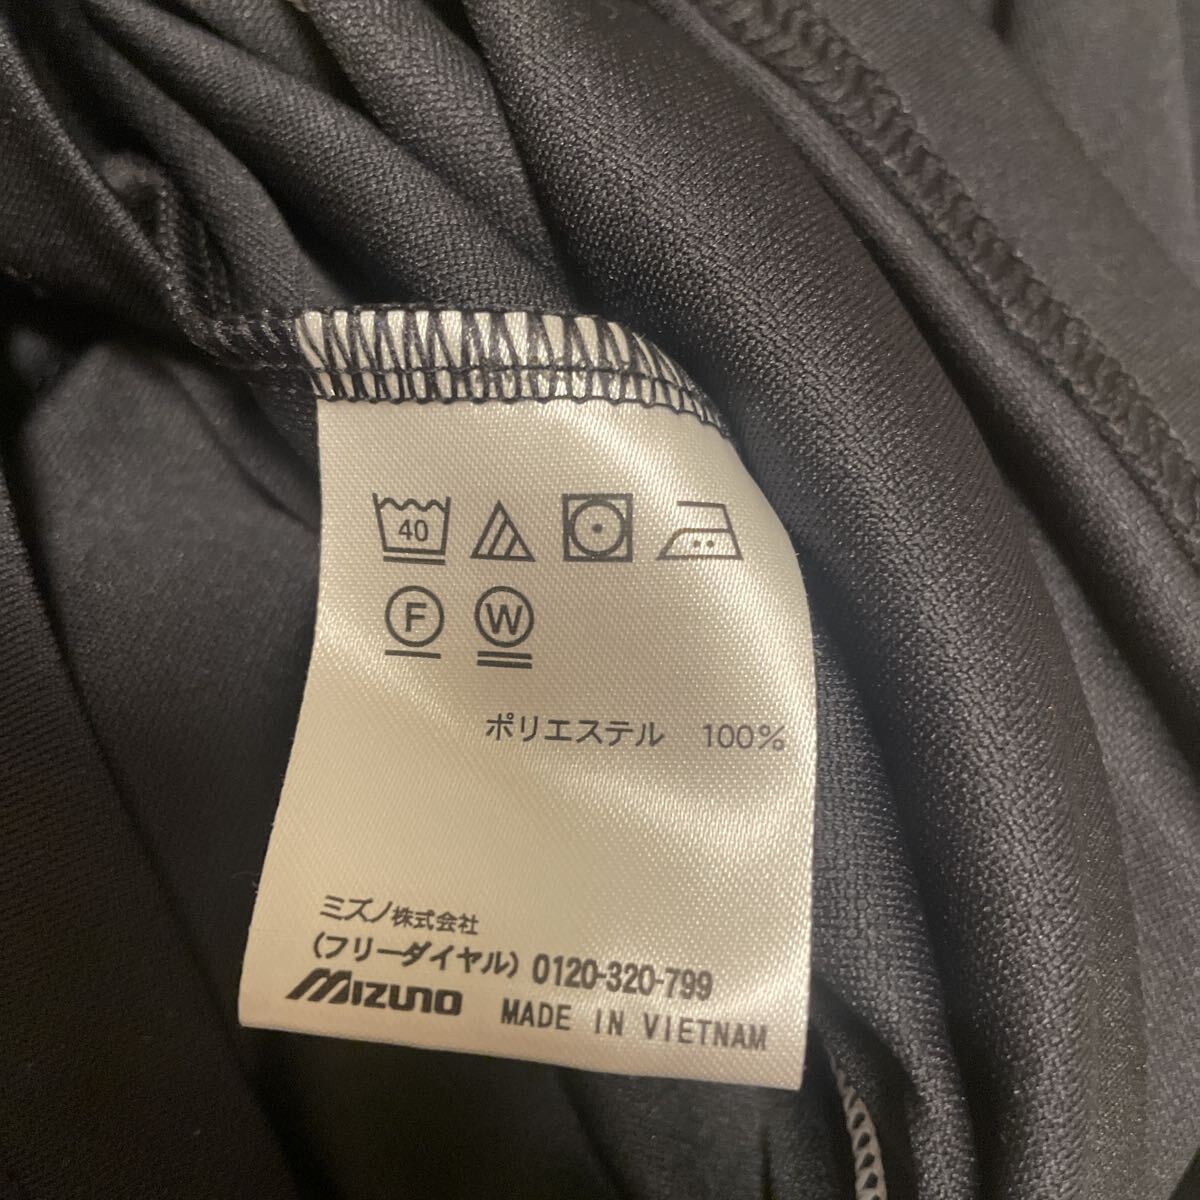 40
F W
ポリエステル 100%
ミズノ株式会社
(フリーダイヤル) 0120-320-799
MIZUNO MADE IN VIETNAM